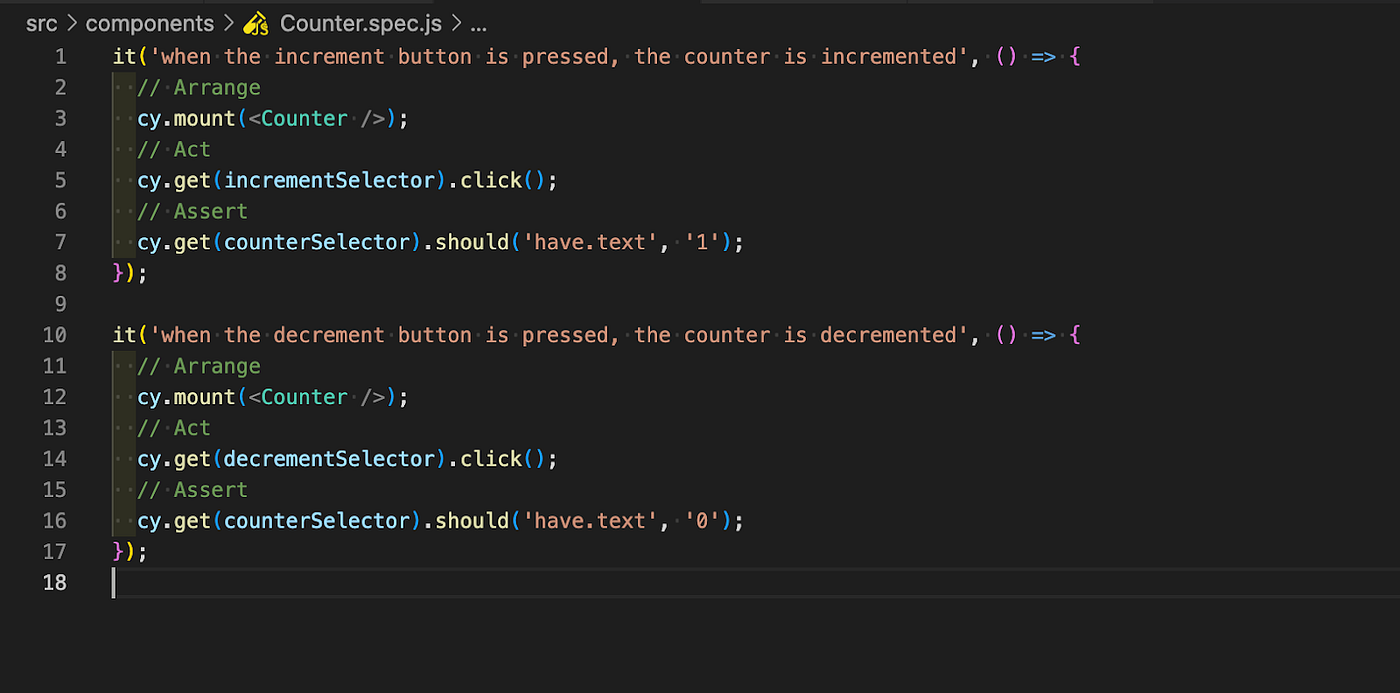 src > components > JS Counter.spec.js > ...
1 it('when the increment button is pressed, the counter is incremented', () => {
2   // Arrange
3   cy.mount(<Counter />);
4   // Act
5   cy.get(incrementSelector).click();
6   // Assert
7   cy.get(counterSelector).should('have.text', '1');
8 });
9
10 it('when the decrement button is pressed, the counter is decremented', () => {
11   // Arrange
12   cy.mount(<Counter />);
13   // Act
14   cy.get(decrementSelector).click();
15   // Assert
16   cy.get(counterSelector).should('have.text', '0');
17 });
18